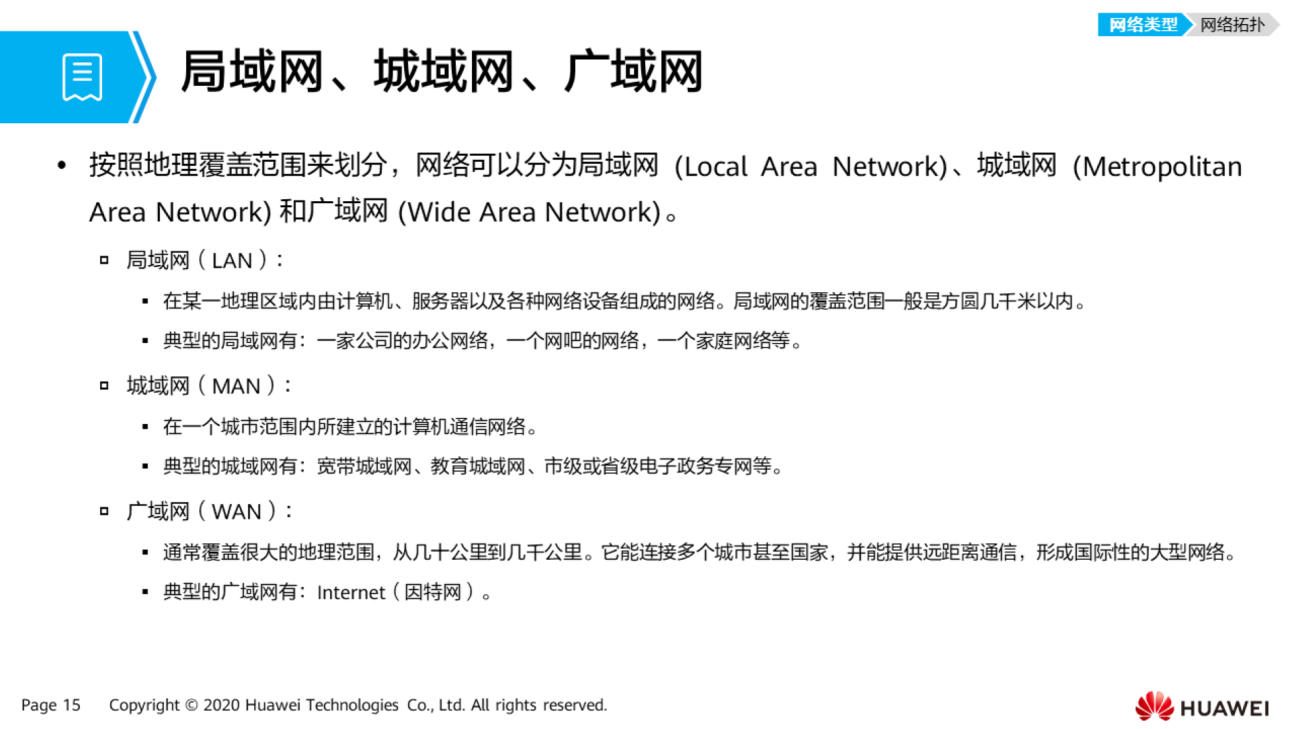 网络类型 网络拓扑
局域网、城域网、广域网
• 按照地理覆盖范围来划分，网络可以分为局域网 (Local Area Network)、城域网 (Metropolitan
Area Network) 和广域网 (Wide Area Network)。
局域网（LAN）：
▪ 在某一地理区域内由计算机、服务器以及各种网络设备组成的网络。局域网的覆盖范围一般是方圆几千米以内。
▪ 典型的局域网有：一家公司的办公网络，一个网吧的网络，一个家庭网络等。
城域网（MAN）：
▪ 在一个城市范围内所建立的计算机通信网络。
▪ 典型的城域网有：宽带城域网、教育城域网、市级或省级电子政务专网等。
广域网（WAN）：
▪ 通常覆盖很大的地理范围，从几十公里到几千公里。它能连接多个城市甚至国家，并能提供远距离通信，形成国际性的大型网络。
▪ 典型的广域网有：Internet（因特网）。
Page 15 Copyright © 2020 Huawei Technologies Co., Ltd. All rights reserved.
HUAWEI